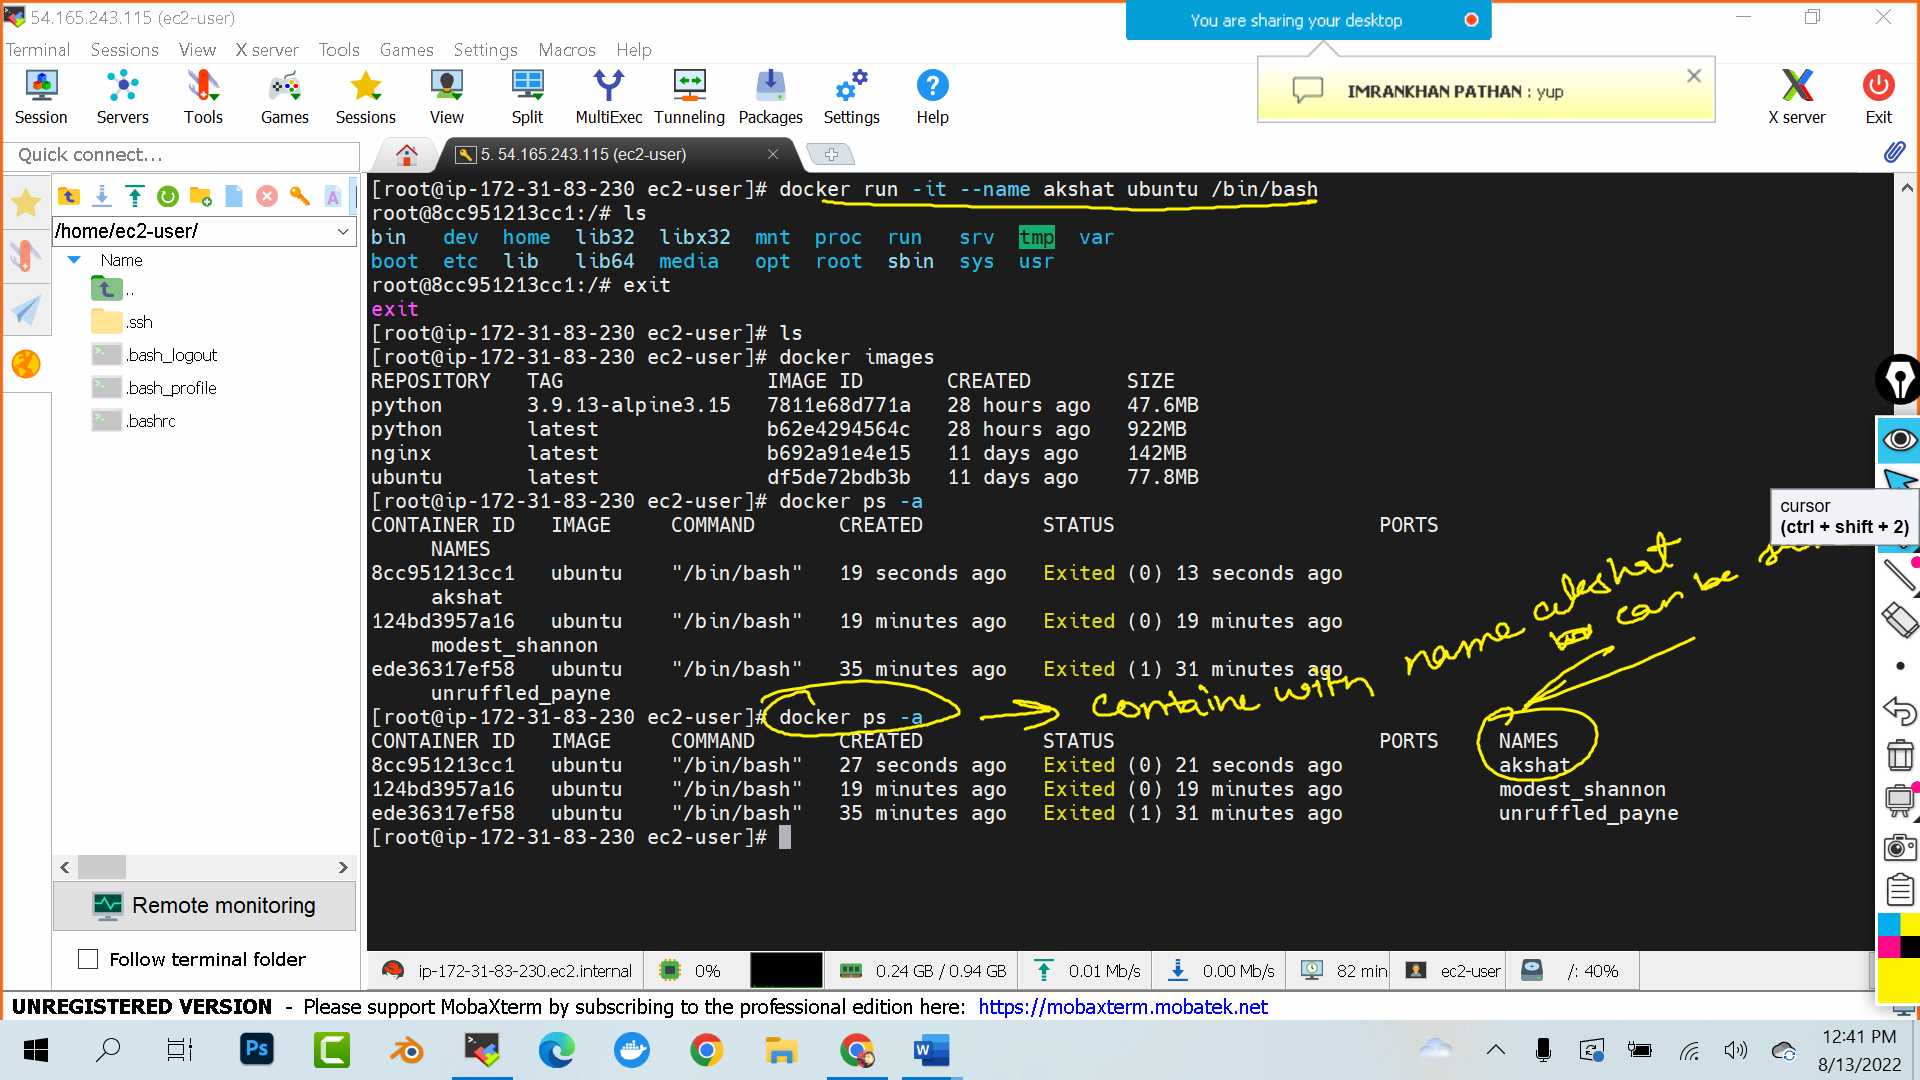 54.165.243.115 (ec2-user)
You are sharing your desktop
Terminal Sessions View X server Tools Games Settings Macros Help
IMRANKHAN PATHAN : yup
Session Servers Tools Games Sessions View Split MultiExec Tunneling Packages Settings Help X server Exit
Quick connect...
5. 54.165.243.115 (ec2-user)
/home/ec2-user/
Name
..
.ssh
.bash_logout
.bash_profile
.bashrc
[root@ip-172-31-83-230 ec2-user]# docker run -it --name akshat ubuntu /bin/bash
root@8cc951213cc1:/# ls
bin dev home lib32 libx32 mnt proc run srv tmp var
boot etc lib lib64 media opt root sbin sys usr
root@8cc951213cc1:/# exit
exit
[root@ip-172-31-83-230 ec2-user]# ls
[root@ip-172-31-83-230 ec2-user]# docker images
REPOSITORY TAG IMAGE ID CREATED SIZE
python 3.9.13-alpine3.15 7811e68d771a 28 hours ago 47.6MB
python latest b62e4294564c 28 hours ago 922MB
nginx latest b692a91e4e15 11 days ago 142MB
ubuntu latest df5de72bdb3b 11 days ago 77.8MB
[root@ip-172-31-83-230 ec2-user]# docker ps -a
CONTAINER ID IMAGE COMMAND CREATED STATUS PORTS
NAMES
8cc951213cc1 ubuntu "/bin/bash" 19 seconds ago Exited (0) 13 seconds ago
akshat
124bd3957a16 ubuntu "/bin/bash" 19 minutes ago Exited (0) 19 minutes ago
modest_shannon
ede36317ef58 ubuntu "/bin/bash" 35 minutes ago Exited (1) 31 minutes ago
unruffled_payne
[root@ip-172-31-83-230 ec2-user]# docker ps -a
CONTAINER ID IMAGE COMMAND CREATED STATUS PORTS NAMES
8cc951213cc1 ubuntu "/bin/bash" 27 seconds ago Exited (0) 21 seconds ago akshat
124bd3957a16 ubuntu "/bin/bash" 19 minutes ago Exited (0) 19 minutes ago modest_shannon
ede36317ef58 ubuntu "/bin/bash" 35 minutes ago Exited (1) 31 minutes ago unruffled_payne
[root@ip-172-31-83-230 ec2-user]#
containe with name akshat
can be
cursor
(ctrl + shift + 2)
Remote monitoring
Follow terminal folder
ip-172-31-83-230.ec2.internal 0% 0.24 GB / 0.94 GB 0.01 Mb/s 0.00 Mb/s 82 min ec2-user /: 40%
UNREGISTERED VERSION - Please support MobaXterm by subscribing to the professional edition here: https://mobaxterm.mobatek.net
Ps
W
12:41 PM
8/13/2022